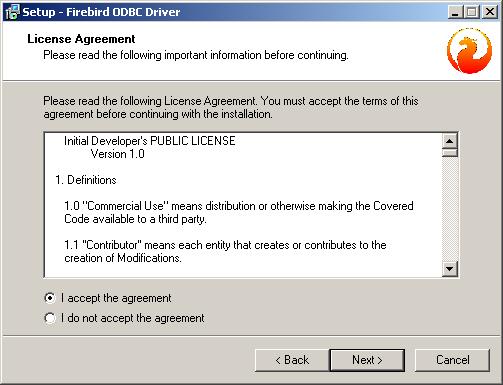 Setup - Firebird ODBC Driver
License Agreement
Please read the following important information before continuing.
Please read the following License Agreement. You must accept the terms of this
agreement before continuing with the installation.
Initial Developer's PUBLIC LICENSE
Version 1.0
1. Definitions
1.0 "Commercial Use" means distribution or otherwise making the Covered
Code available to a third party.
1.1 "Contributor" means each entity that creates or contributes to the
creation of Modifications.
I accept the agreement
I do not accept the agreement
< Back
Next >
Cancel